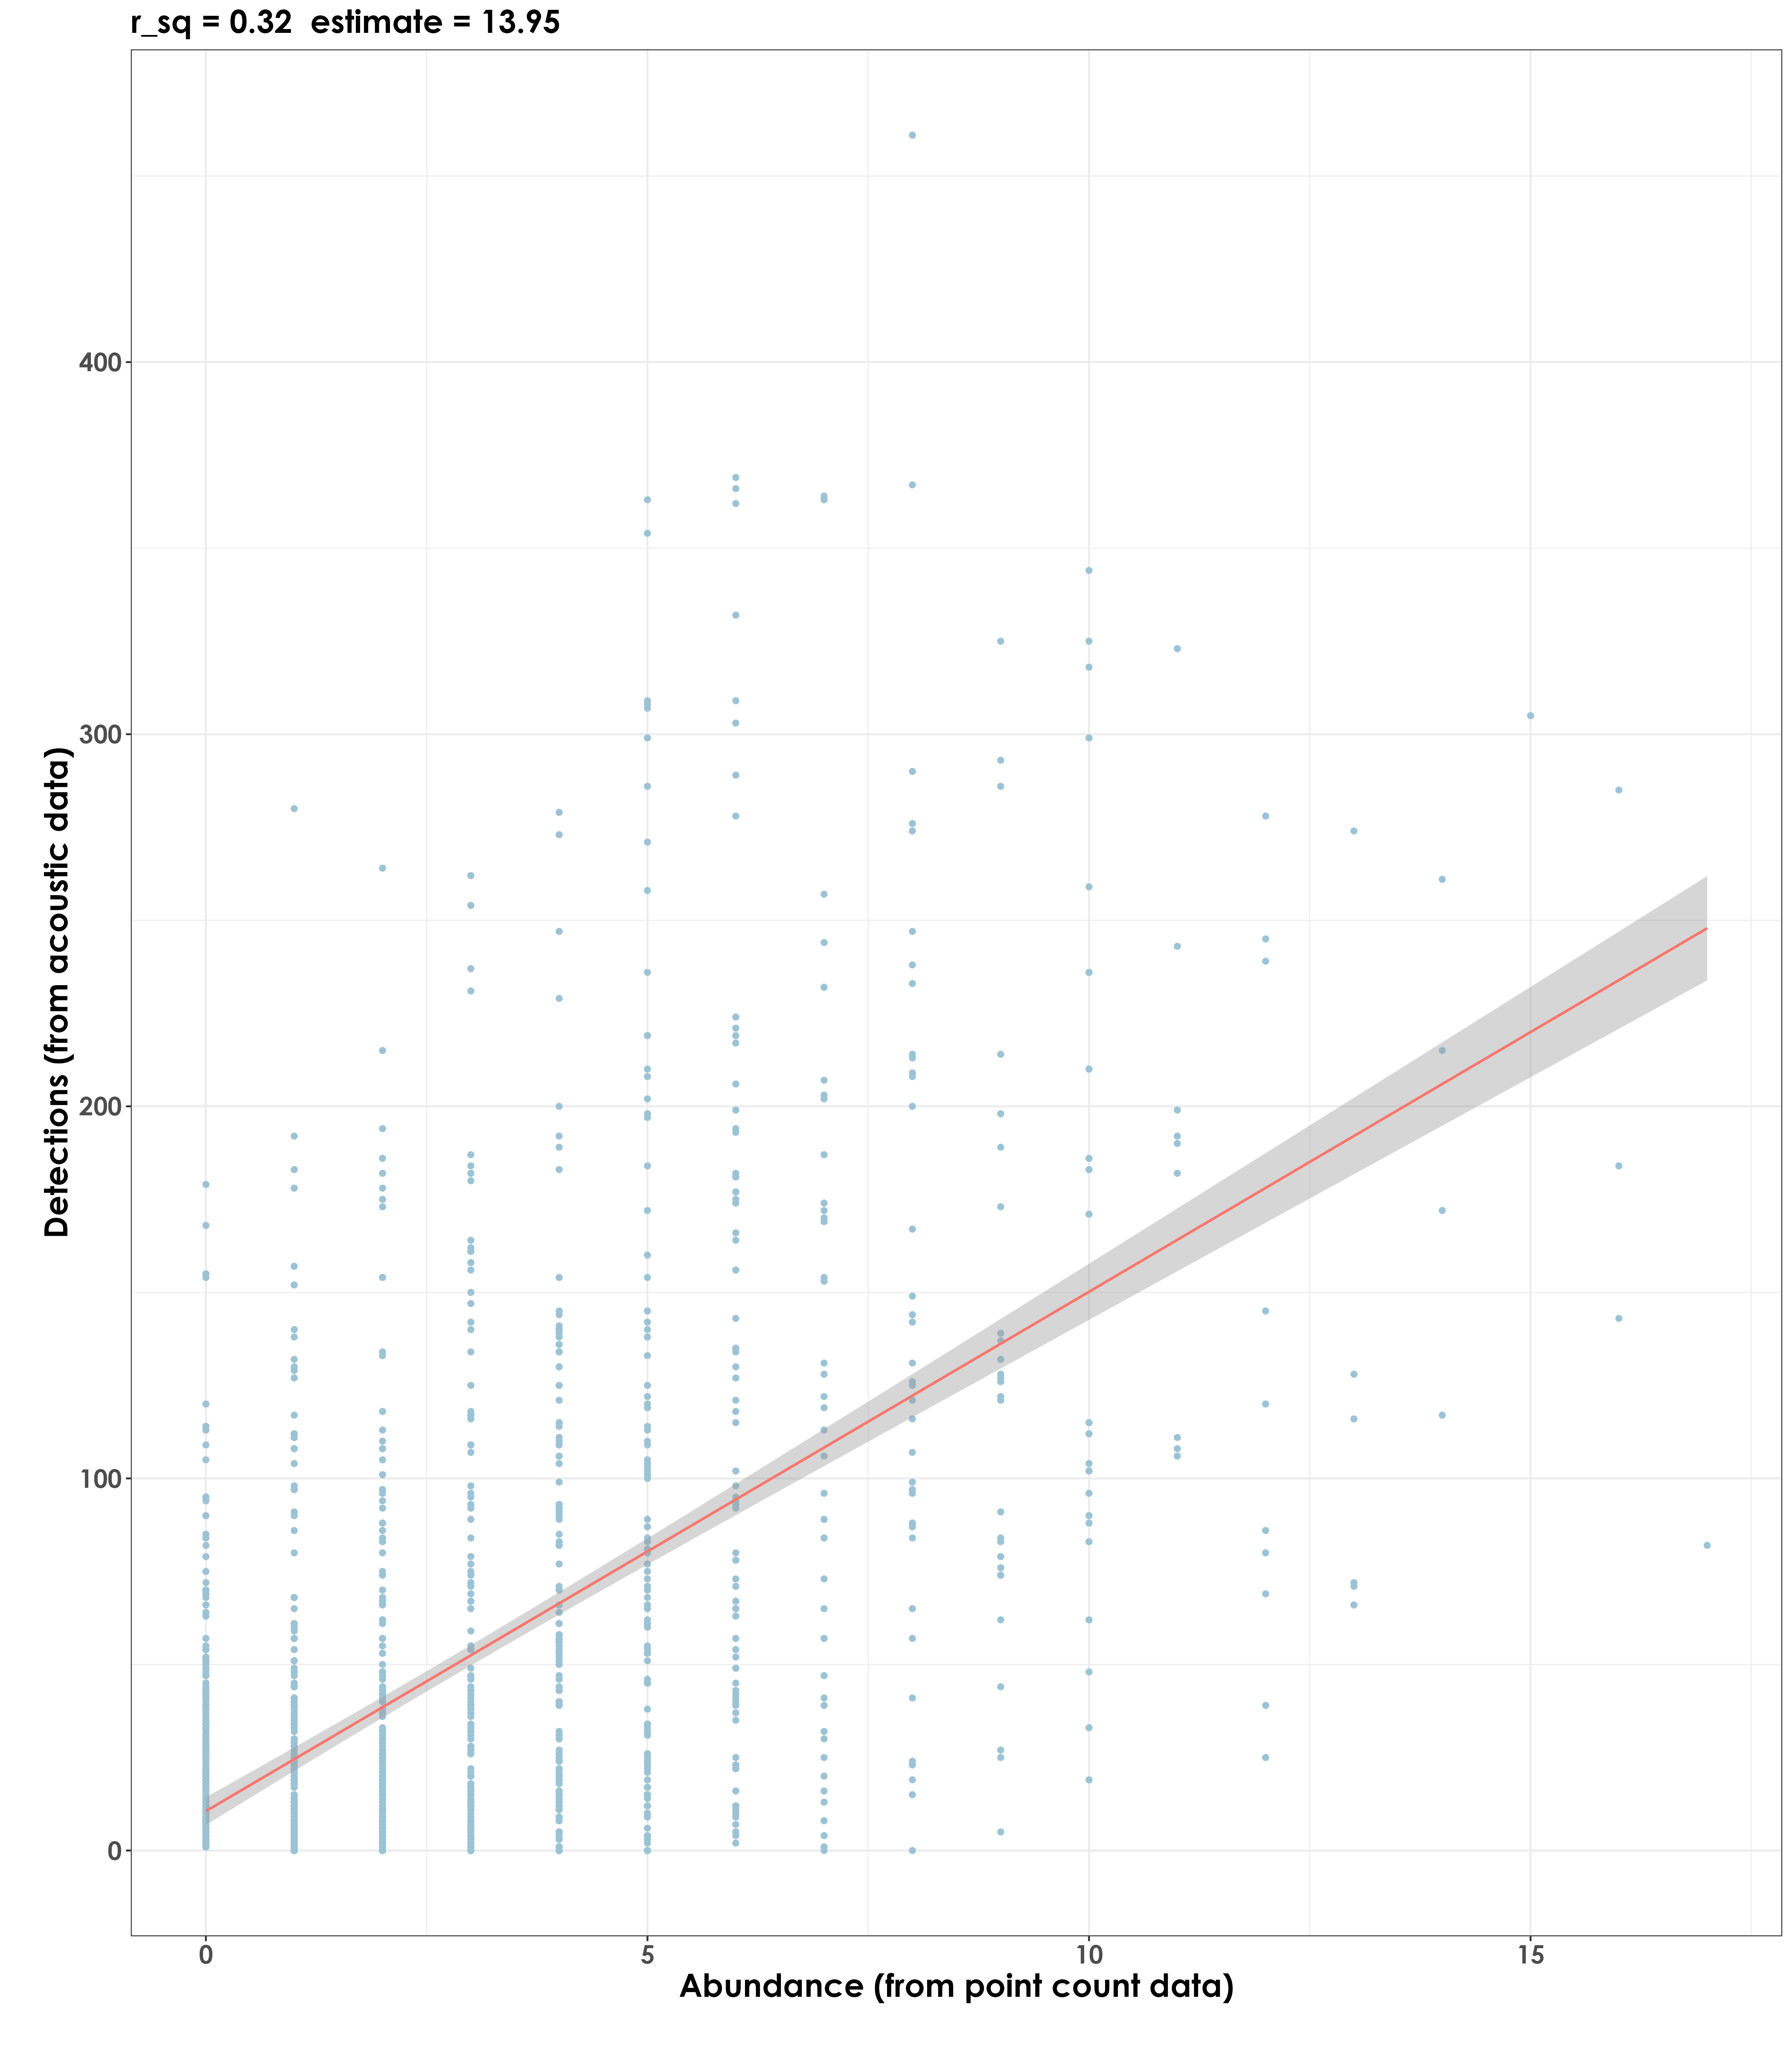 r_sq = 0.32  estimate = 13.95
400
300
200
100
0
Detections (from acoustic data)
0 5 10 15
Abundance (from point count data)